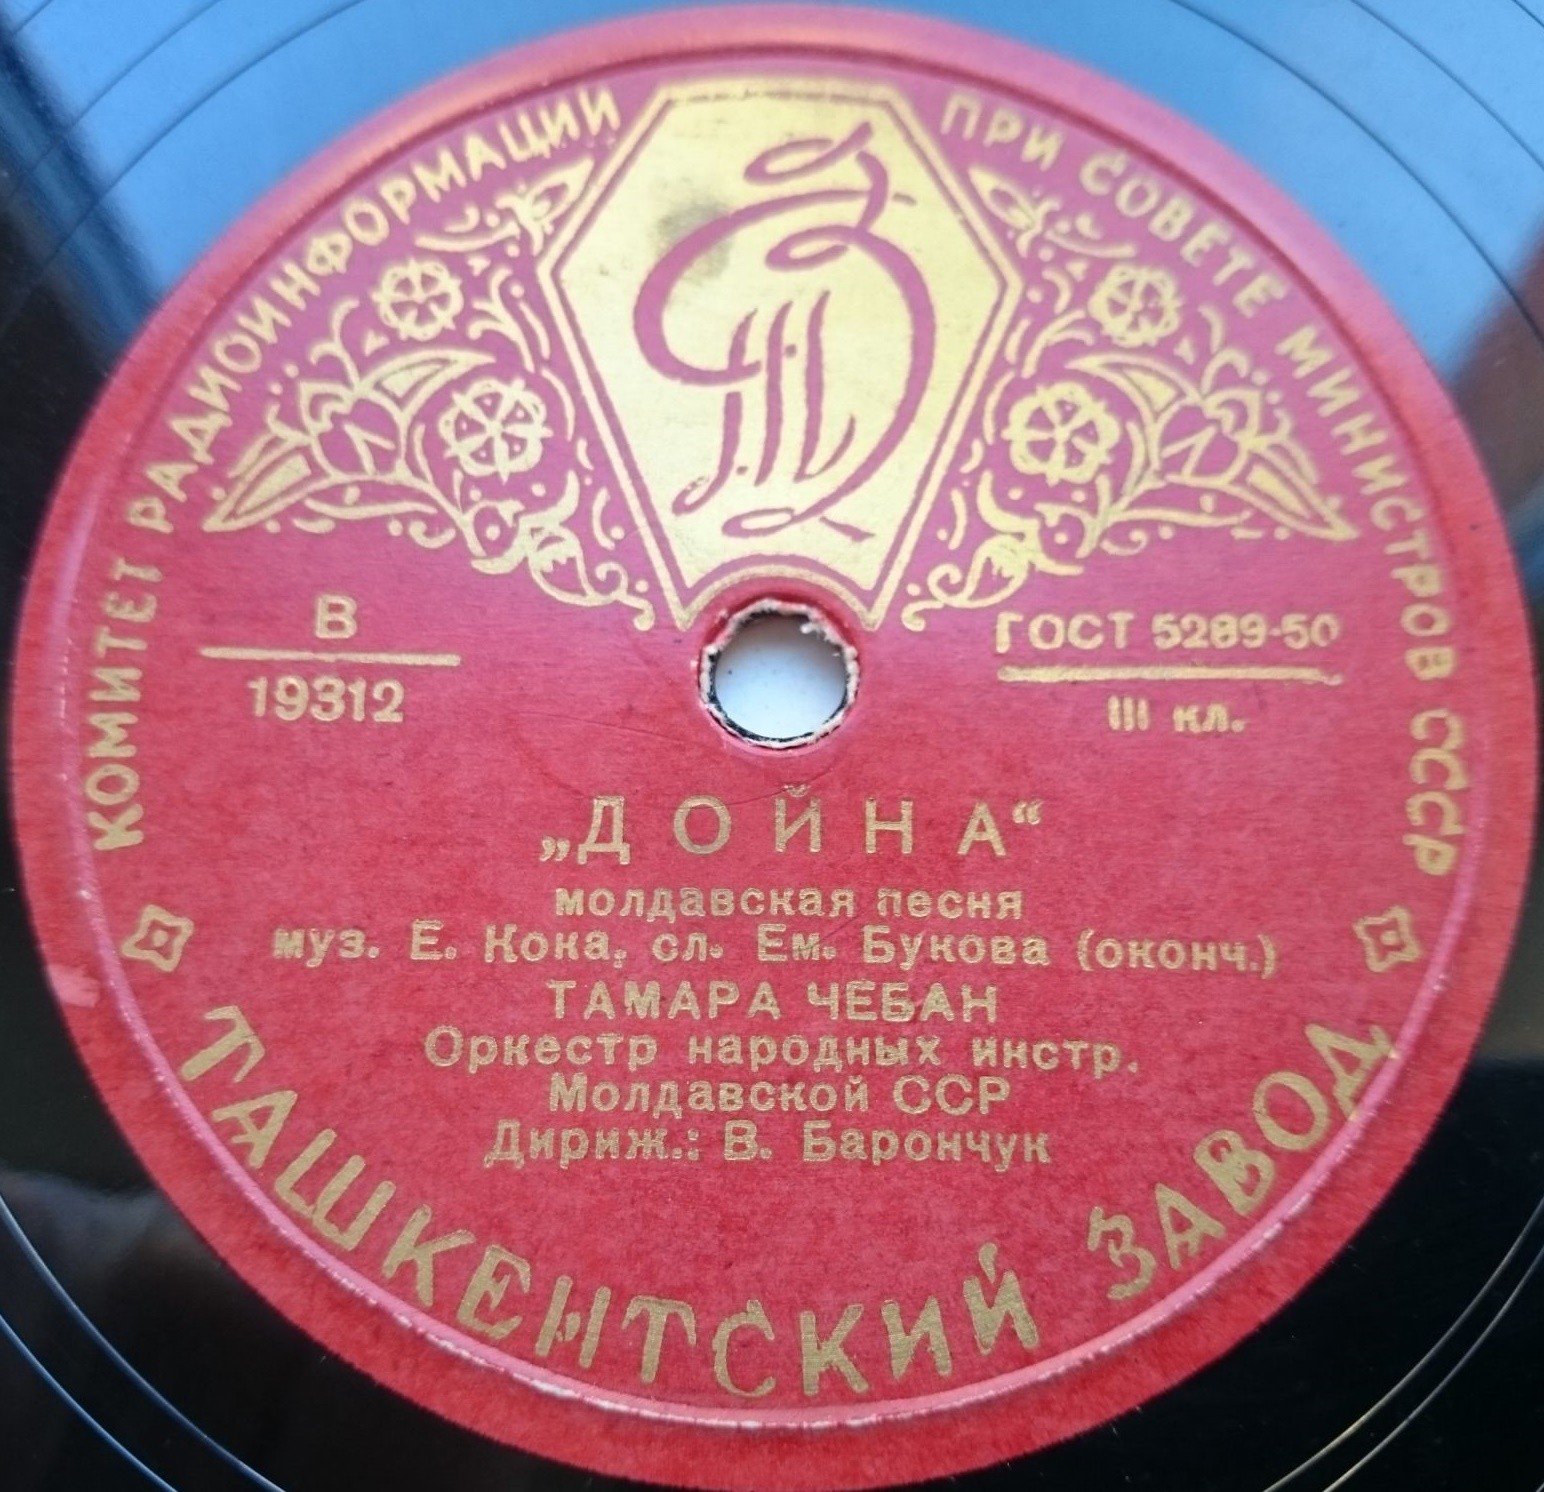 КОМИТЕТ РАДИОИНФОРМАЦИИ ПРИ СОВЕТЕ МИНИСТРОВ СССР
В
19312
ГОСТ 5289-50
III кл.
„ДОЙНА“
молдавская песня
муз. Е. Кока, сл. Ем. Букова (оконч.)
ТАМАРА ЧЕБАН
Оркестр народных инстр.
Молдавской ССР
Дириж.: В. Барончук
ТАШКЕНТСКИЙ ЗАВОД